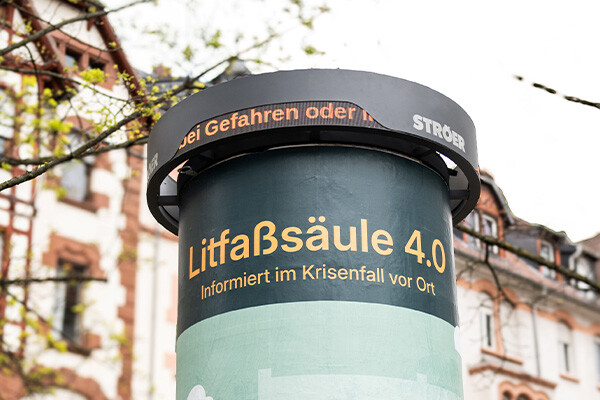 bei Gefahren oder
STRÖER
Litfaßsäule 4.0
Informiert im Krisenfall vor Ort